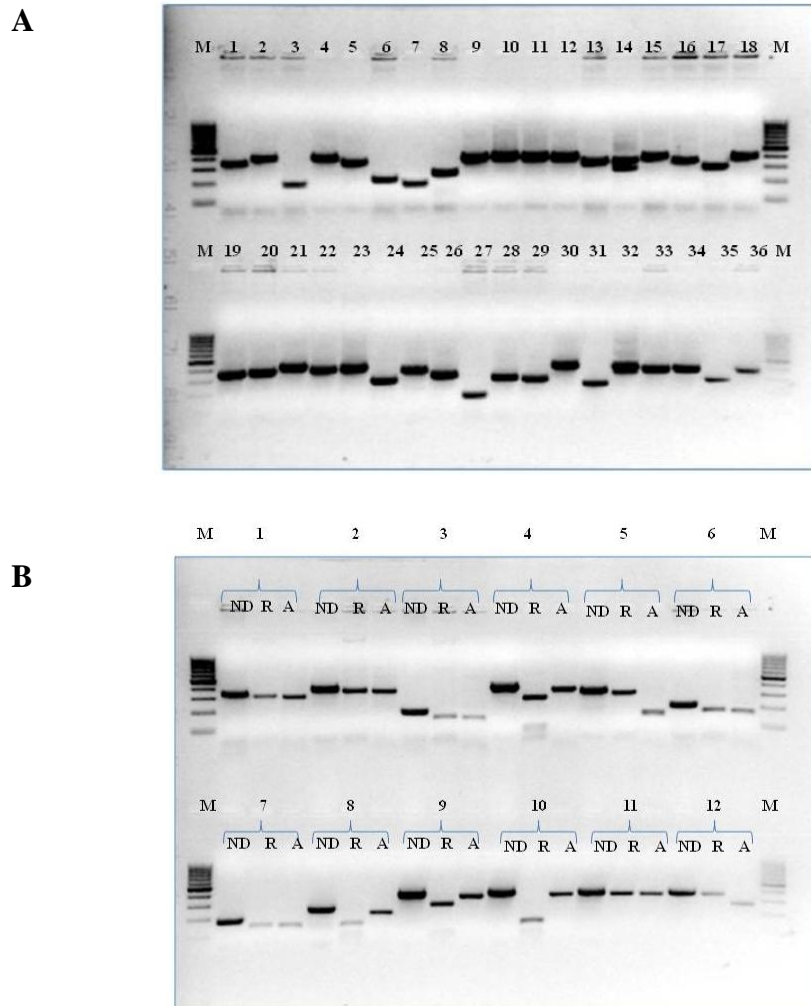 A
M 1 2 3 4 5 6 7 8 9 10 11 12 13 14 15 16 17 18 M
M 19 20 21 22 23 24 25 26 27 28 29 30 31 32 33 34 35 36 M
M 1 2 3 4 5 6 M
B
ND R A ND R A ND R A ND R A ND R A ND R A
M 7 8 9 10 11 12 M
ND R A ND R A ND R A ND R A ND R A ND R A